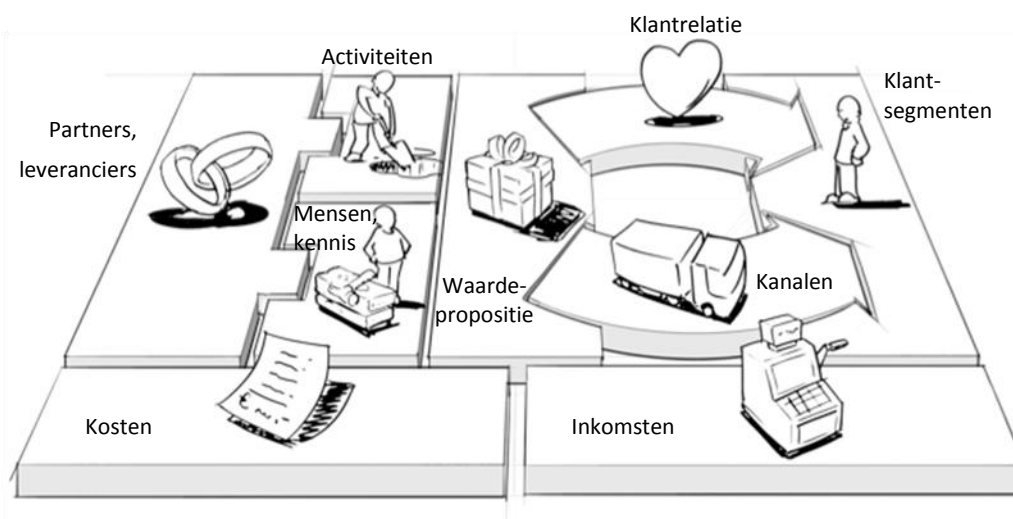 Klantrelatie
Activiteiten
Klant-
segmenten
Partners,
leveranciers
Mensen,
kennis
Waarde-
propositie
Kanalen
Kosten
Inkomsten